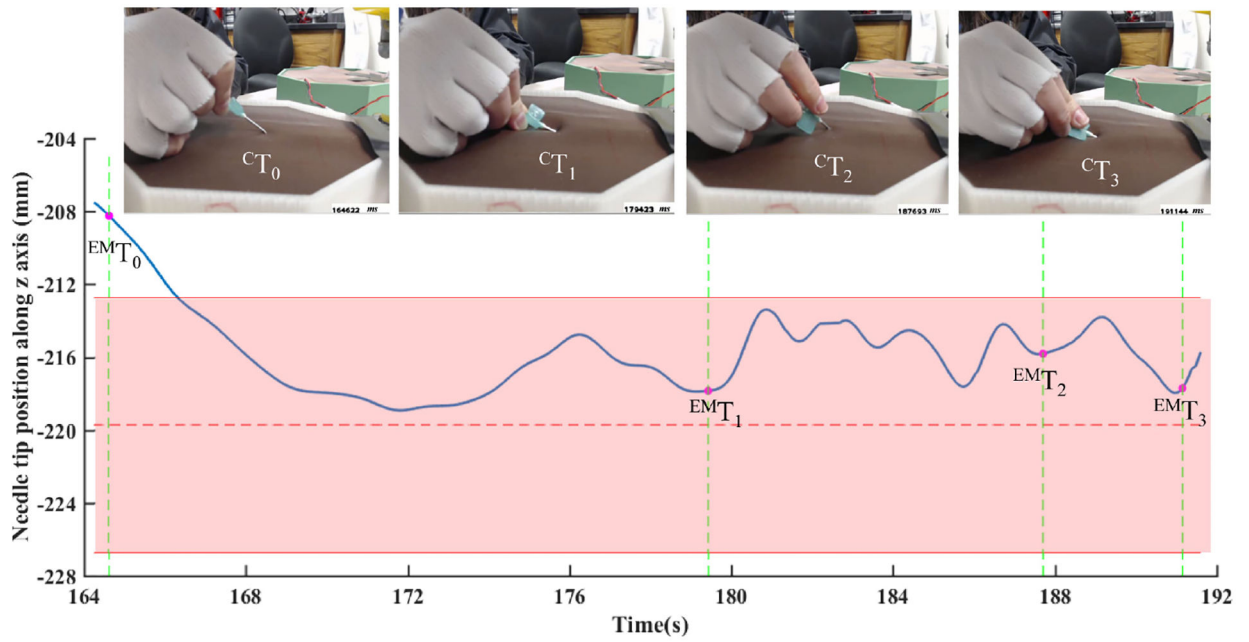 CT0
164622 ms
CT1
179423 ms
CT2
187693 ms
CT3
191144 ms
Needle tip position along z axis (mm)
-204
-208
-212
-216
-220
-224
-228
EMT0
EMT1
EMT2
EMT3
164
168
172
176
180
184
188
192
Time(s)